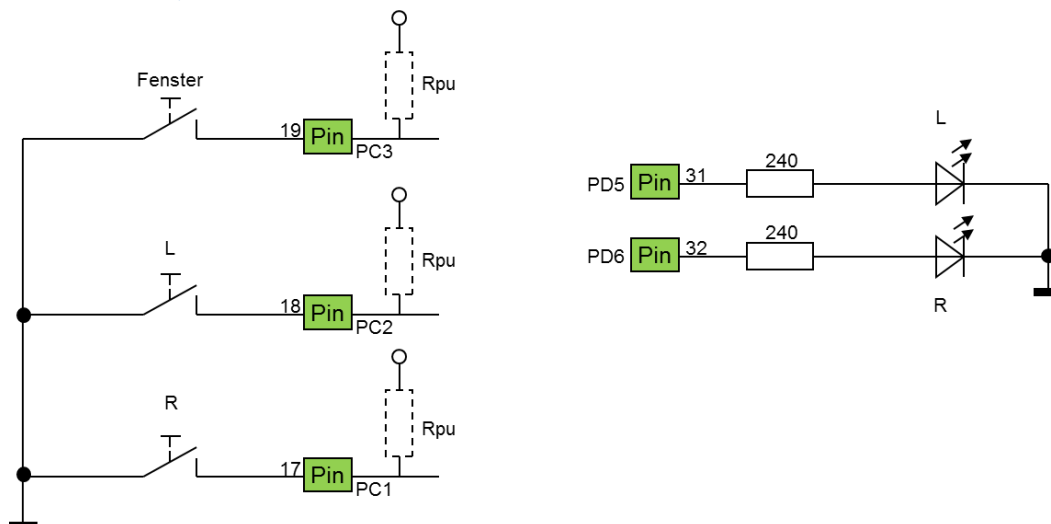 Fenster
Rpu
19 Pin PC3
L
Rpu
18 Pin PC2
R
Rpu
17 Pin PC1
L
240
PD5 Pin 31
240
PD6 Pin 32
R